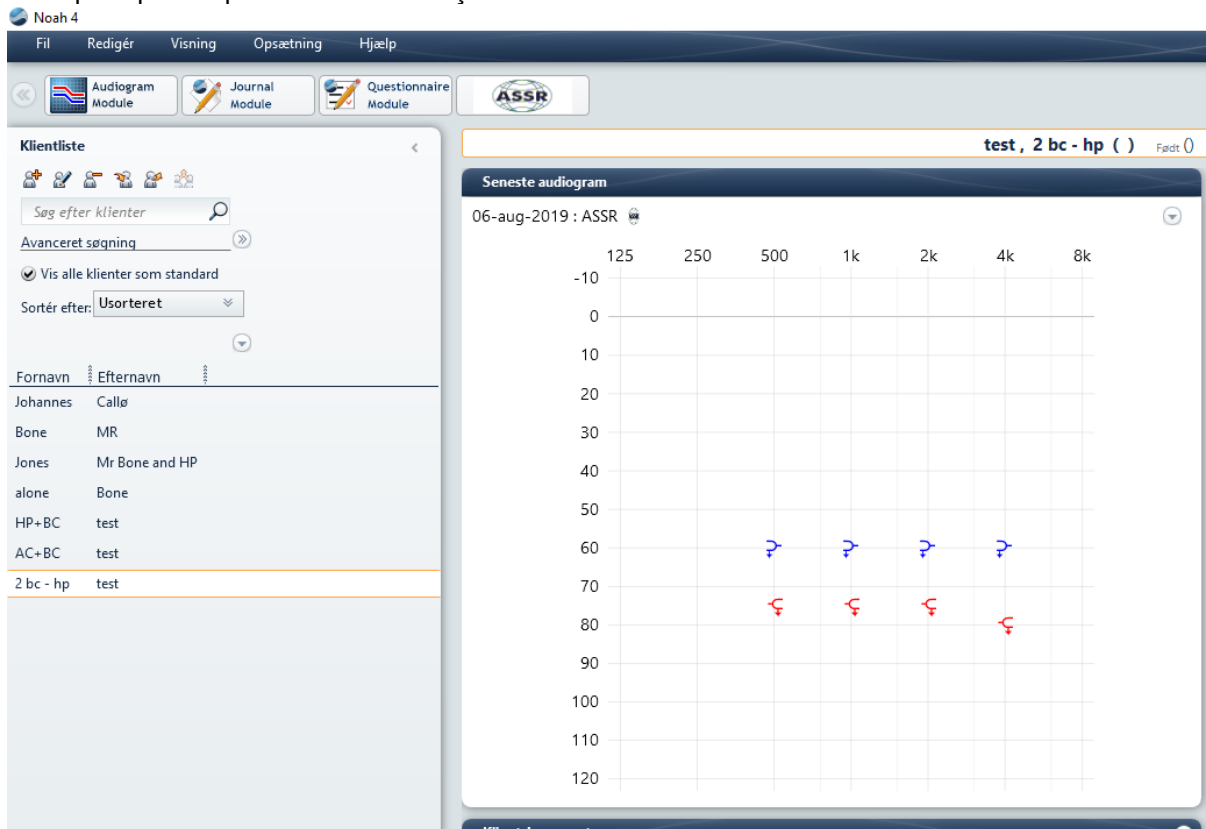 Noah 4
Fil Redigér Visning Opsætning Hjælp
Audiogram Module
Journal Module
Questionnaire Module
ASSR
Klientliste
Søg efter klienter
Avanceret søgning
Vis alle klienter som standard
Sortér efter: Usorteret
Fornavn Efternavn
Johannes Callø
Bone MR
Jones Mr Bone and HP
alone Bone
HP+BC test
AC+BC test
2 bc - hp test
test , 2 bc - hp ( ) Født ()
Seneste audiogram
06-aug-2019 : ASSR
125 250 500 1k 2k 4k 8k
-10
0
10
20
30
40
50
60
70
80
90
100
110
120